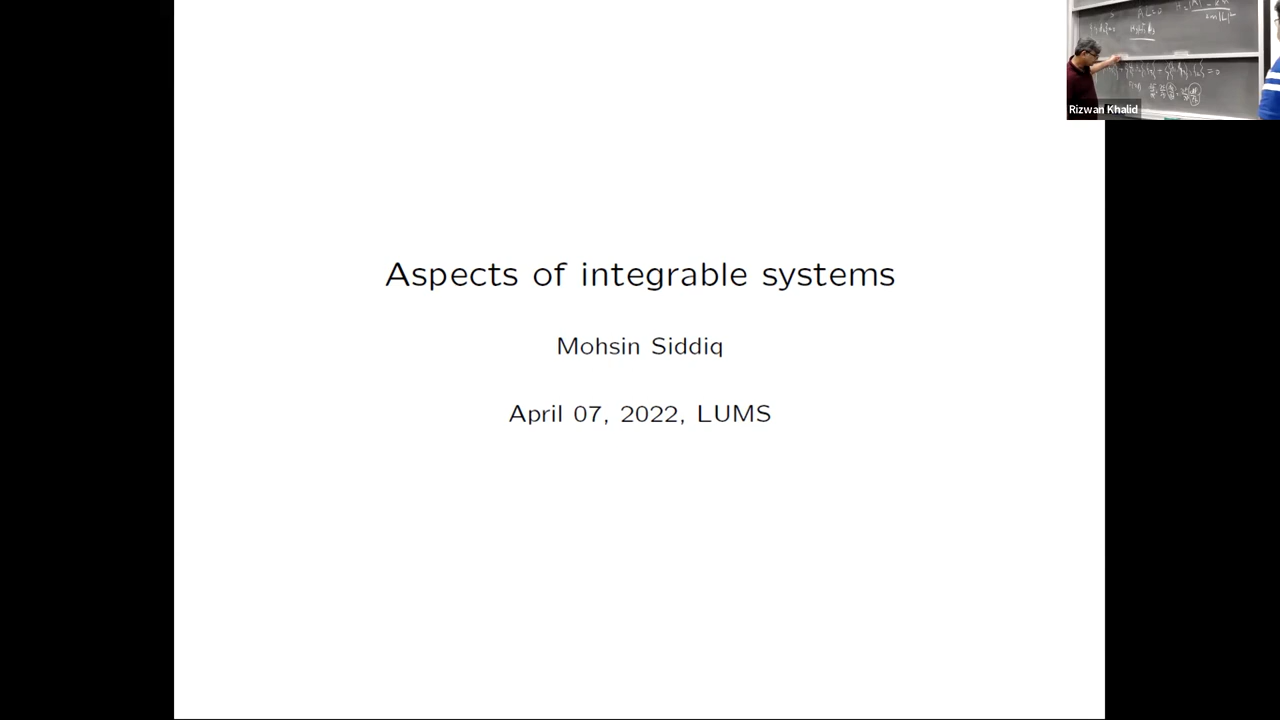 Aspects of integrable systems
Mohsin Siddiq
April 07, 2022, LUMS
Rizwan Khalid